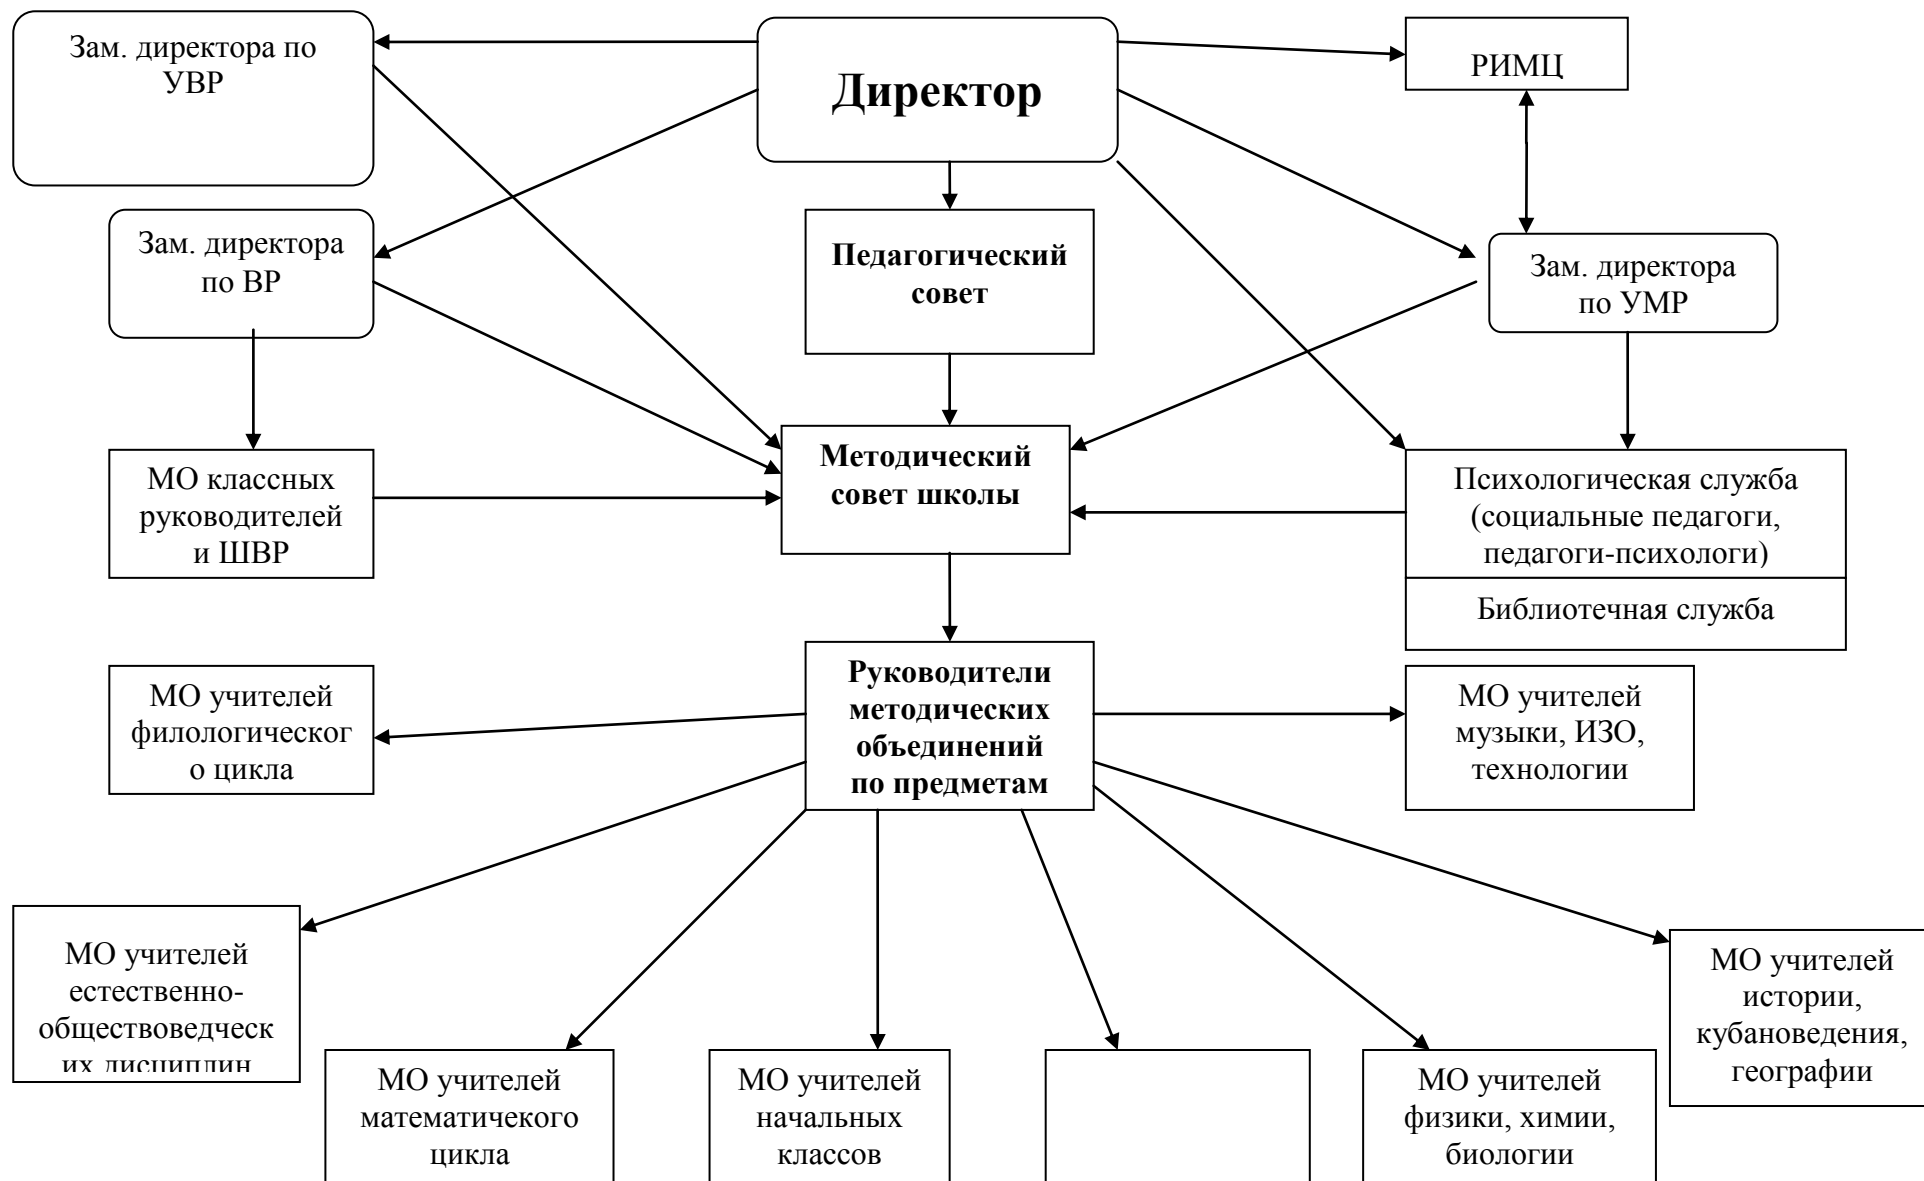 Зам. директора по
УВР
Директор
РИМЦ
Зам. директора
по ВР
Педагогический
совет
Зам. директора
по УМР
МО классных
руководителей
и ШВР
Методический
совет школы
Психологическая служба
(социальные педагоги,
педагоги-психологи)
Библиотечная служба
МО учителей
филологическог
о цикла
Руководители
методических
объединений
по предметам
МО учителей
музыки, ИЗО,
технологии
МО учителей
естественно-
обществоведческ
их дисциплин
МО учителей
математичекого
цикла
МО учителей
начальных
классов
МО учителей
физики, химии,
биологии
МО учителей
истории,
кубановедения,
географии